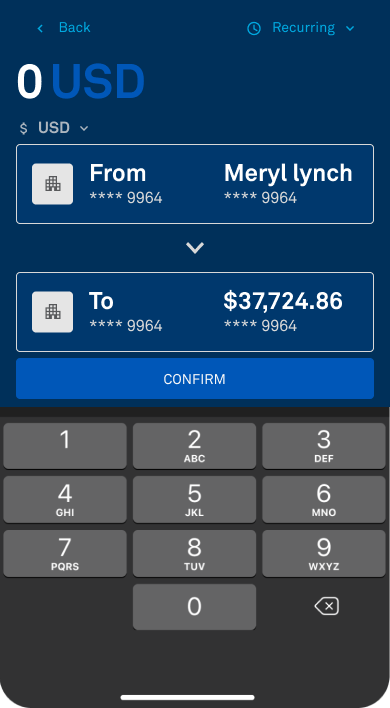 Back Recurring
0 USD
$ USD
From Meryl lynch
**** 9964 **** 9964
To $37,724.86
**** 9964 **** 9964
CONFIRM
1 2 3
ABC DEF
4 5 6
GHI JKL MNO
7 8 9
PQRS TUV WXYZ
0